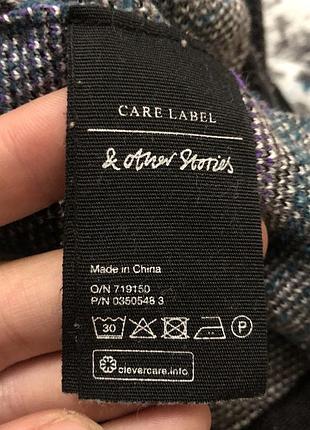 CARE LABEL
& Other Stories
Made in China
O/N 719150
P/N 0350548 3
30 P
clevercare.info